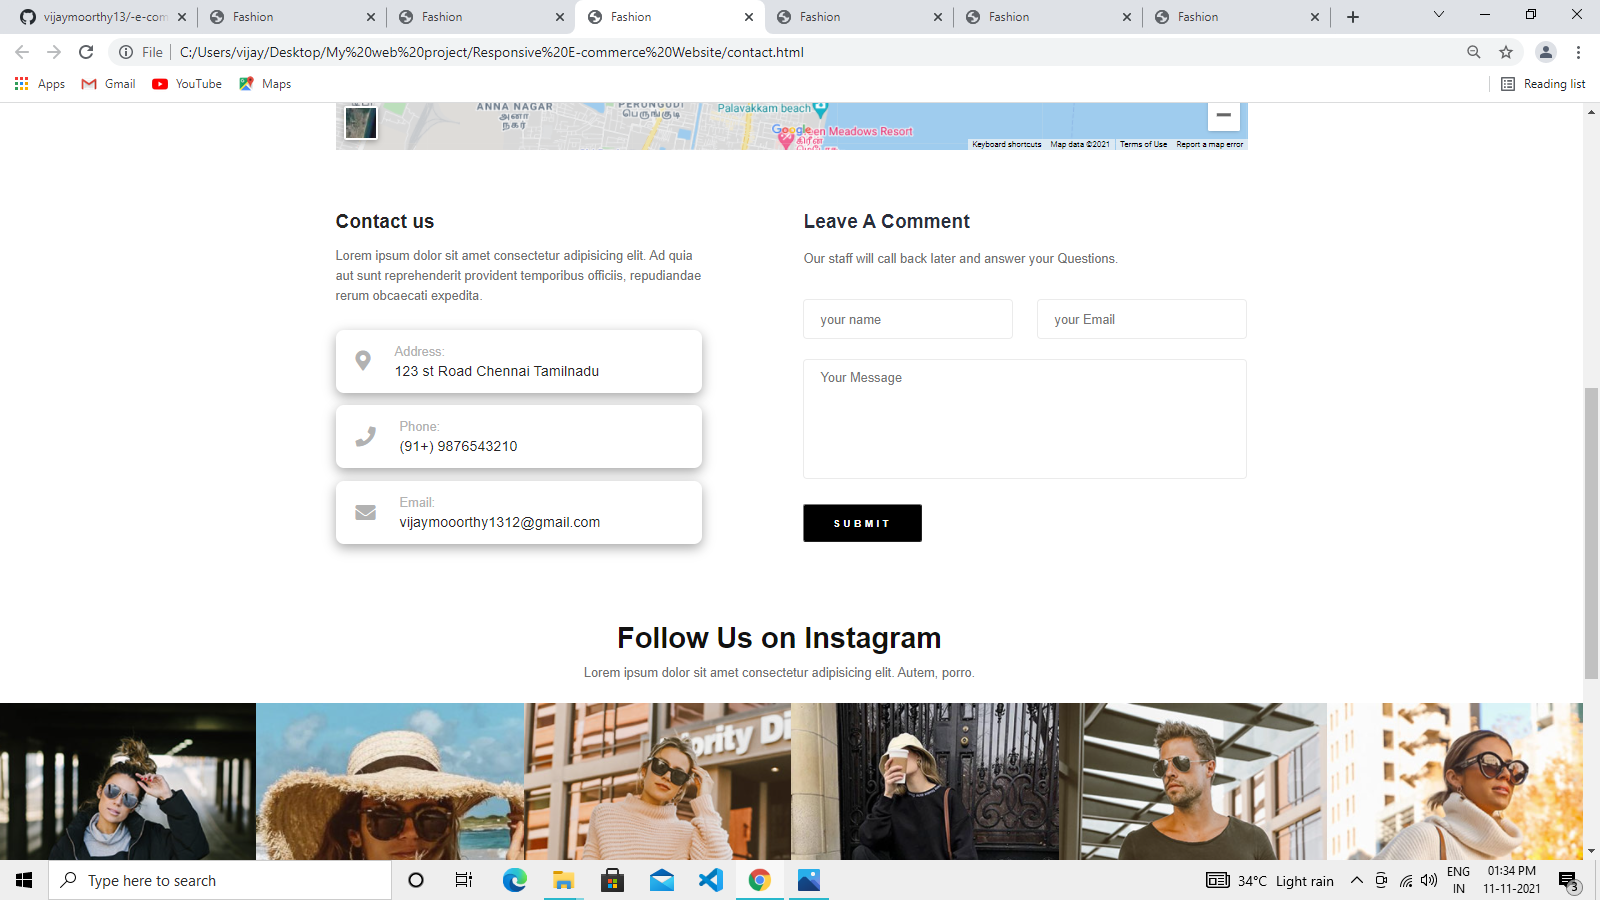 vijaymoorthy13/-e-com
Fashion
Fashion
Fashion
Fashion
Fashion
Fashion
File
C:/Users/vijay/Desktop/My%20web%20project/Responsive%20E-commerce%20Website/contact.html
Apps
Gmail
YouTube
Maps
Reading list
ANNA NAGAR
அனா
நகர்
PERUNGUDI
பெருங்குடி
Palavakkam beach
Google
een Meadows Resort
கிரீன்
Keyboard shortcuts
Map data ©2021
Terms of Use
Report a map error
Contact us
Lorem ipsum dolor sit amet consectetur adipisicing elit. Ad quia
aut sunt reprehenderit provident temporibus officiis, repudiandae
rerum obcaecati expedita.
Address:
123 st Road Chennai Tamilnadu
Phone:
(91+) 9876543210
Email:
vijaymooorthy1312@gmail.com
Leave A Comment
Our staff will call back later and answer your Questions.
your name
your Email
Your Message
SUBMIT
Follow Us on Instagram
Lorem ipsum dolor sit amet consectetur adipisicing elit. Autem, porro.
ority Di
Type here to search
34°C Light rain
ENG
IN
01:34 PM
11-11-2021
3